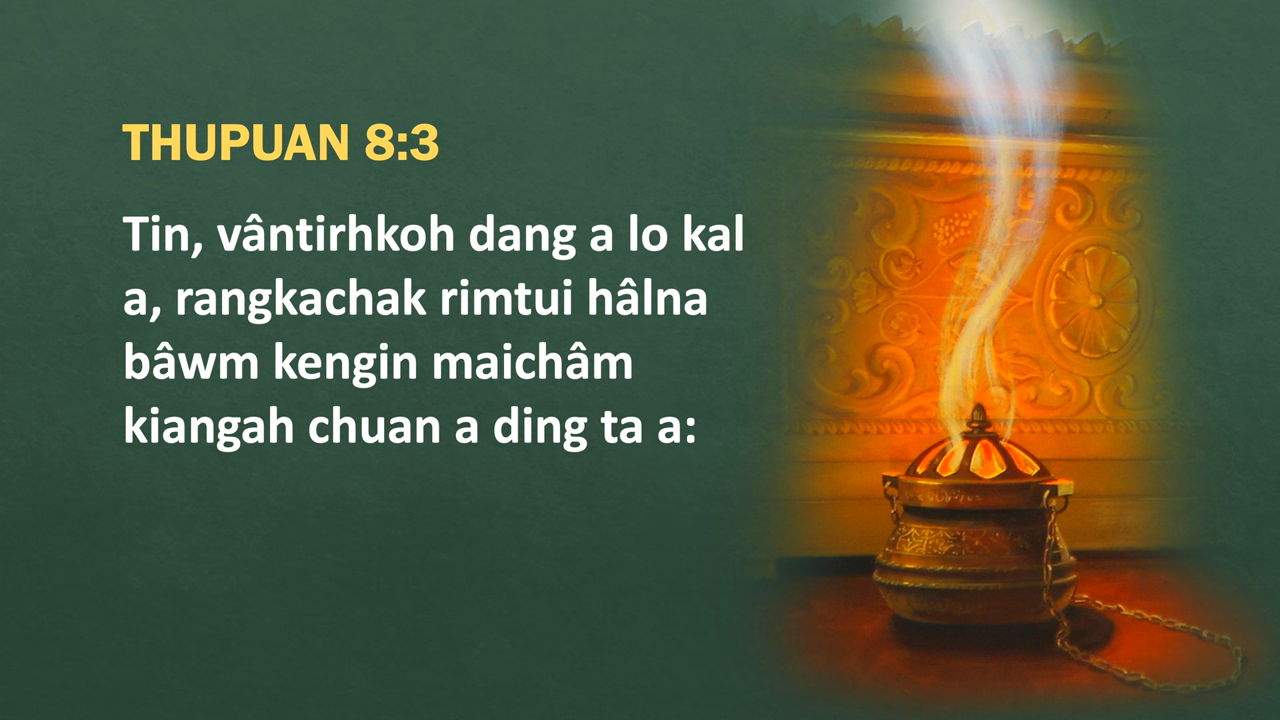 THUPUAN 8:3
Tin, vântirhkoh dang a lo kal
a, rangkachak rimtui hâlna
bâwm kengin maichâm
kiangah chuan a ding ta a: